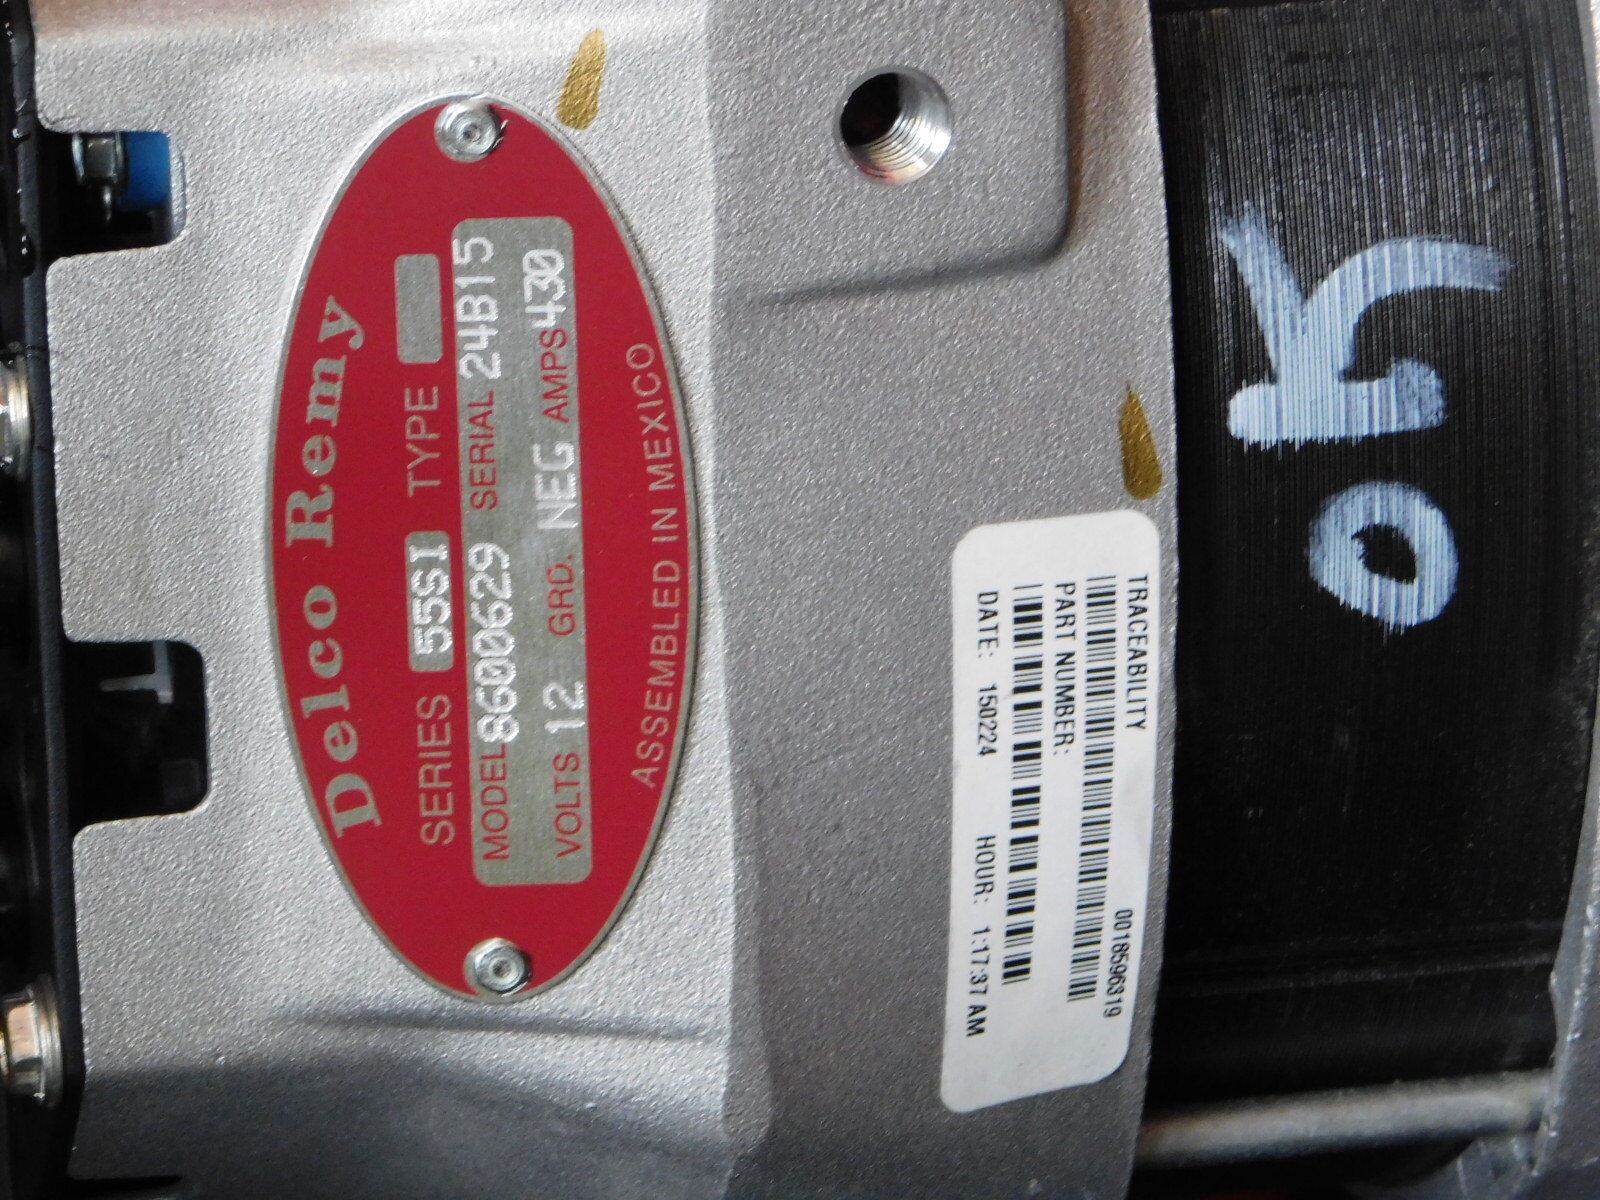 Delco Remy
SERIES 55SI TYPE
MODEL 8600629 SERIAL 24B15
VOLTS 12 GRD. NEG AMPS 430
ASSEMBLED IN MEXICO
TRACEABILITY 0018596319
PART NUMBER:
DATE: 150224 HOUR: 1:17:37 AM
OK